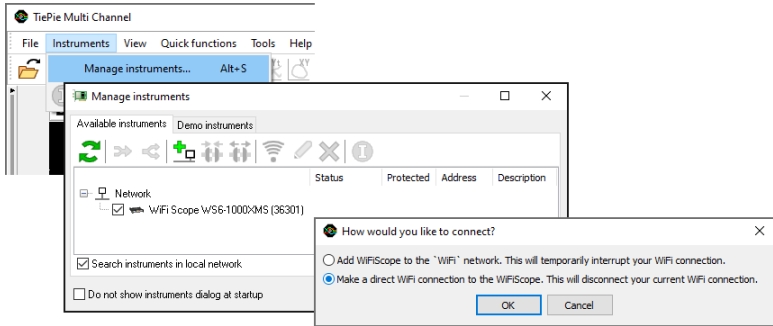 TiePie Multi Channel
File Instruments View Quick functions Tools Help
Manage instruments... Alt+S
Yt XY
Manage instruments
Available instruments Demo instruments
Status Protected Address Description
Network
WiFi Scope WS6-1000XMS (36301)
Search instruments in local network
Do not show instruments dialog at startup
How would you like to connect?
Add WiFiScope to the `WiFi` network. This will temporarily interrupt your WiFi connection.
Make a direct WiFi connection to the WiFiScope. This will disconnect your current WiFi connection.
OK Cancel